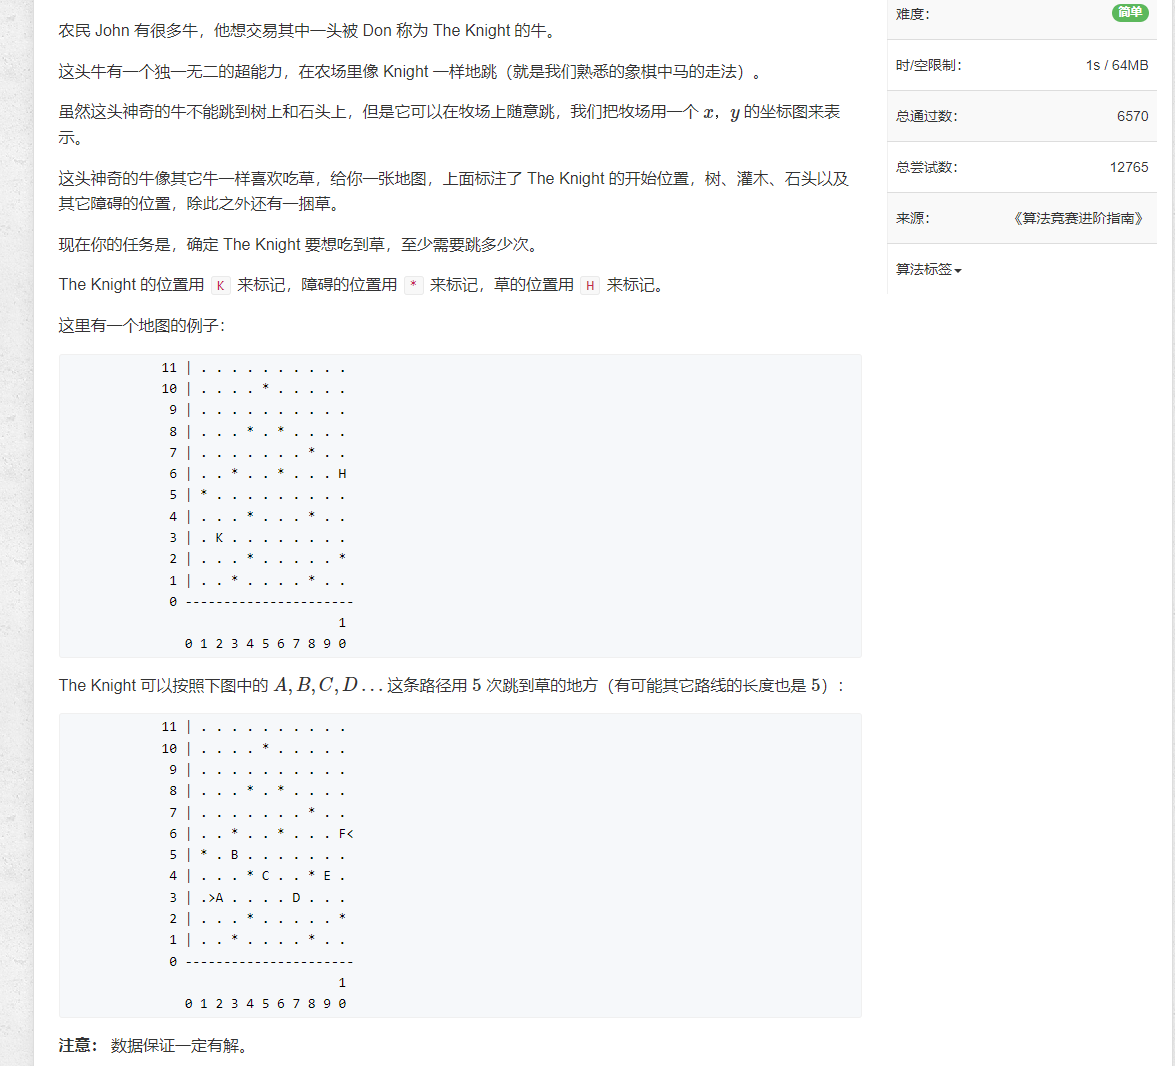 农民 John 有很多牛，他想交易其中一头被 Don 称为 The Knight 的牛。
这头牛有一个独一无二的超能力，在农场里像 Knight 一样地跳（就是我们熟悉的象棋中马的走法）。
虽然这头神奇的牛不能跳到树上和石头上，但是它可以在牧场上随意跳，我们把牧场用一个 x，y 的坐标图来表
示。
这头神奇的牛像其它牛一样喜欢吃草，给你一张地图，上面标注了 The Knight 的开始位置，树、灌木、石头以及
其它障碍的位置，除此之外还有一捆草。
现在你的任务是，确定 The Knight 要想吃到草，至少需要跳多少次。
The Knight 的位置用 K 来标记，障碍的位置用 * 来标记，草的位置用 H 来标记。
这里有一个地图的例子：
11 | . . . . . . . . . .
10 | . . . . * . . . . .
9 | . . . . . . . . . .
8 | . . . * . * . . . .
7 | . . . . . . . * . .
6 | . . * . . * . . . H
5 | * . . . . . . . . .
4 | . . . * . . . * . .
3 | . K . . . . . . . .
2 | . . . * . . . . . *
1 | . . * . . . . * . .
0 ----------------------
1
0 1 2 3 4 5 6 7 8 9 0
The Knight 可以按照下图中的 A, B, C, D … 这条路径用 5 次跳到草的地方（有可能其它路线的长度也是 5）：
11 | . . . . . . . . . .
10 | . . . . * . . . . .
9 | . . . . . . . . . .
8 | . . . * . * . . . .
7 | . . . . . . . * . .
6 | . . * . . * . . . F<
5 | * . B . . . . . . .
4 | . . . * C . . * E .
3 | .>A . . . . D . . .
2 | . . . * . . . . . *
1 | . . * . . . . * . .
0 ----------------------
1
0 1 2 3 4 5 6 7 8 9 0
注意： 数据保证一定有解。
难度： 简单
时/空限制： 1s / 64MB
总通过数： 6570
总尝试数： 12765
来源： 《算法竞赛进阶指南》
算法标签